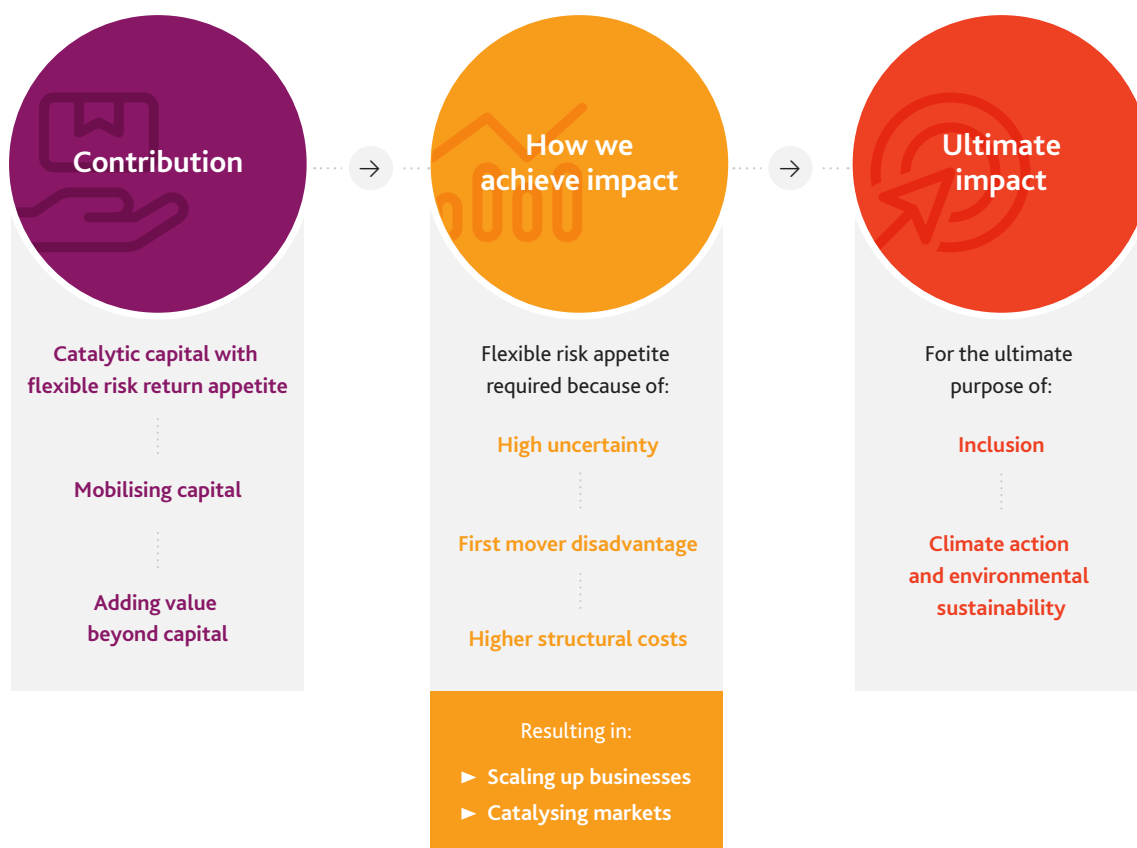 Contribution
Catalytic capital with
flexible risk return appetite
Mobilising capital
Adding value
beyond capital
How we
achieve impact
Flexible risk appetite
required because of:
High uncertainty
First mover disadvantage
Higher structural costs
Resulting in:
► Scaling up businesses
► Catalysing markets
Ultimate
impact
For the ultimate
purpose of:
Inclusion
Climate action
and environmental
sustainability